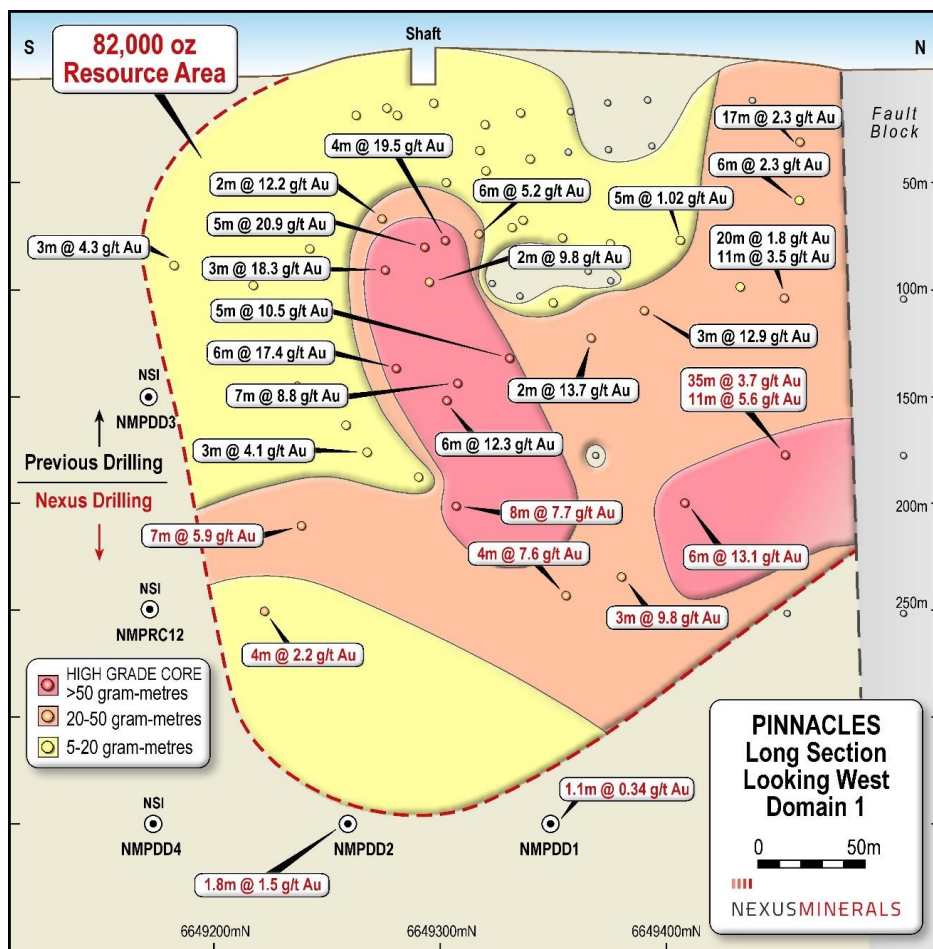 S
Shaft
N
82,000 oz
Resource Area
Fault
Block
17m @ 2.3 g/t Au
4m @ 19.5 g/t Au
6m @ 2.3 g/t Au
2m @ 12.2 g/t Au
6m @ 5.2 g/t Au
5m @ 1.02 g/t Au
50m
5m @ 20.9 g/t Au
3m @ 4.3 g/t Au
20m @ 1.8 g/t Au
11m @ 3.5 g/t Au
3m @ 18.3 g/t Au
2m @ 9.8 g/t Au
100m
5m @ 10.5 g/t Au
3m @ 12.9 g/t Au
6m @ 17.4 g/t Au
NSI
NMPDD3
7m @ 8.8 g/t Au
2m @ 13.7 g/t Au
35m @ 3.7 g/t Au
11m @ 5.6 g/t Au
150m
6m @ 12.3 g/t Au
3m @ 4.1 g/t Au
Previous Drilling
Nexus Drilling
200m
8m @ 7.7 g/t Au
7m @ 5.9 g/t Au
4m @ 7.6 g/t Au
6m @ 13.1 g/t Au
NSI
NMPRC12
3m @ 9.8 g/t Au
250m
4m @ 2.2 g/t Au
HIGH GRADE CORE
>50 gram-metres
20-50 gram-metres
5-20 gram-metres
PINNACLES
Long Section
Looking West
Domain 1
0 50m
NEXUSMINERALS
1.1m @ 0.34 g/t Au
NSI
NMPDD4
NMPDD2
NMPDD1
1.8m @ 1.5 g/t Au
6649200mN
6649300mN
6649400mN